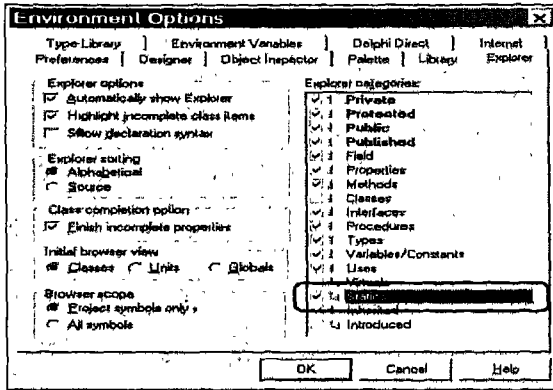 Environment Options
Type Library
Environment Variables
Delphi Direct
Internet
Preferences
Designer
Object Inspector
Palette
Library
Explorer
Explorer options
Automatically show Explorer
Highlight incomplete class items
Show declaration syntax
Explorer sorting
Alphabetical
Source
Class completion option
Finish incomplete properties
Initial browser view
Classes
Units
Globals
Browser scope
Project symbols only
All symbols
Explorer categories:
Private
Protected
Public
Published
Field
Properties
Methods
Classes
Interfaces
Procedures
Types
Variables/Constants
Uses
Virtuals
Statics
Inherited
Introduced
OK
Cancel
Help